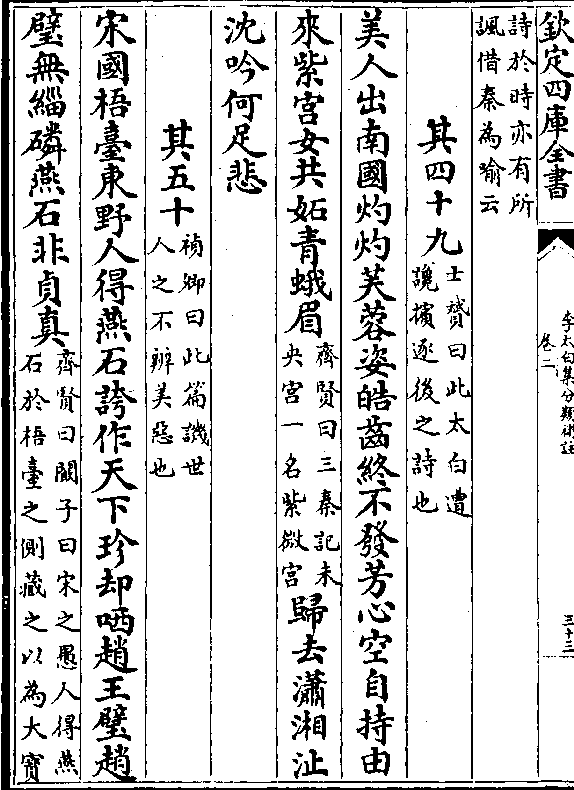 欽定四庫全書
李太白集分類補註
卷二
三十三
詩於時亦有所
諷借秦為喻云
其四十九
士贇曰此太白遭
讒擯逐後之詩也
美人出南國灼灼芙蓉姿皓齒終不發芳心空自持由
來紫宫女共妬青蛾眉
齊賢曰三秦記未
央宫一名紫微宫
歸去瀟湘沚
沈吟何足悲
其五十
禎卿曰此篇譏世
人之不辨美惡也
宋國梧臺東野人得燕石誇作天下珍却哂趙王璧趙
璧無緇磷燕石非貞真
齊賢曰闞子曰宋之愚人得燕
石於梧臺之側藏之以為大寳